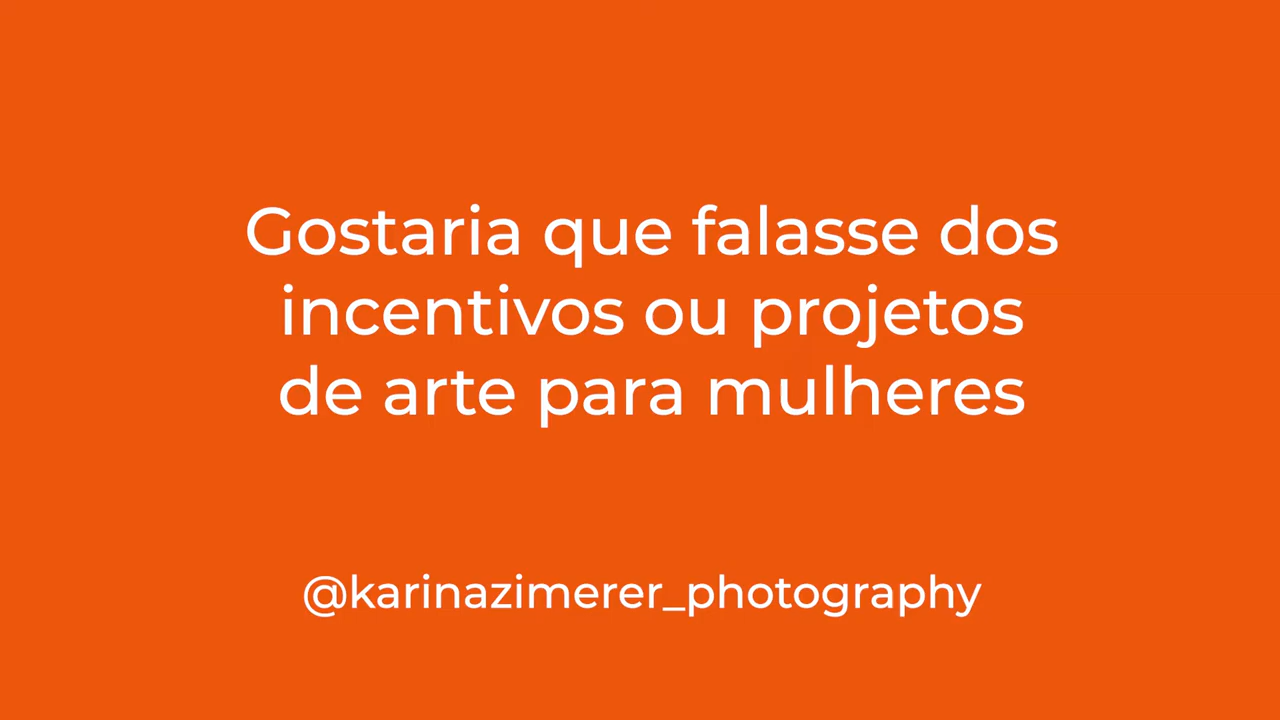 Gostaria que falasse dos
incentivos ou projetos
de arte para mulheres
@karinazimerer_photography